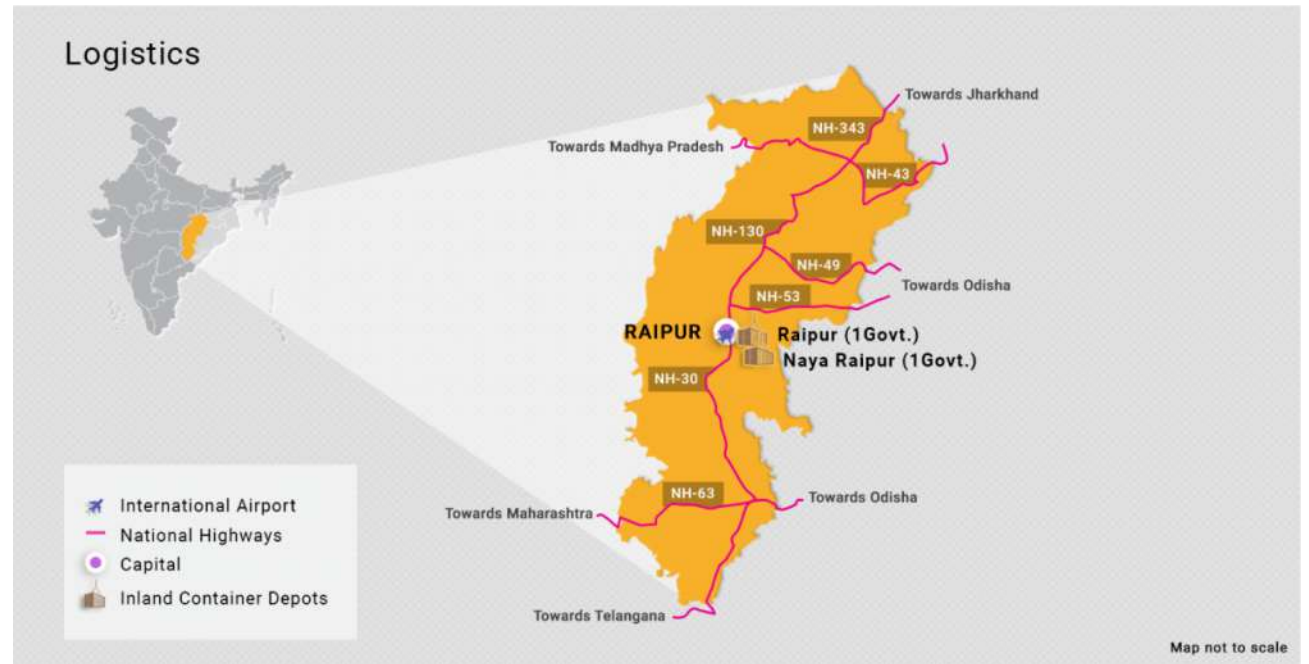 Logistics
Towards Jharkhand
NH-343
Towards Madhya Pradesh
NH-43
NH-130
NH-49
Towards Odisha
NH-53
RAIPUR
Raipur (1Govt.)
Naya Raipur (1Govt.)
NH-30
NH-63
Towards Odisha
Towards Maharashtra
Towards Telangana
International Airport
National Highways
Capital
Inland Container Depots
Map not to scale